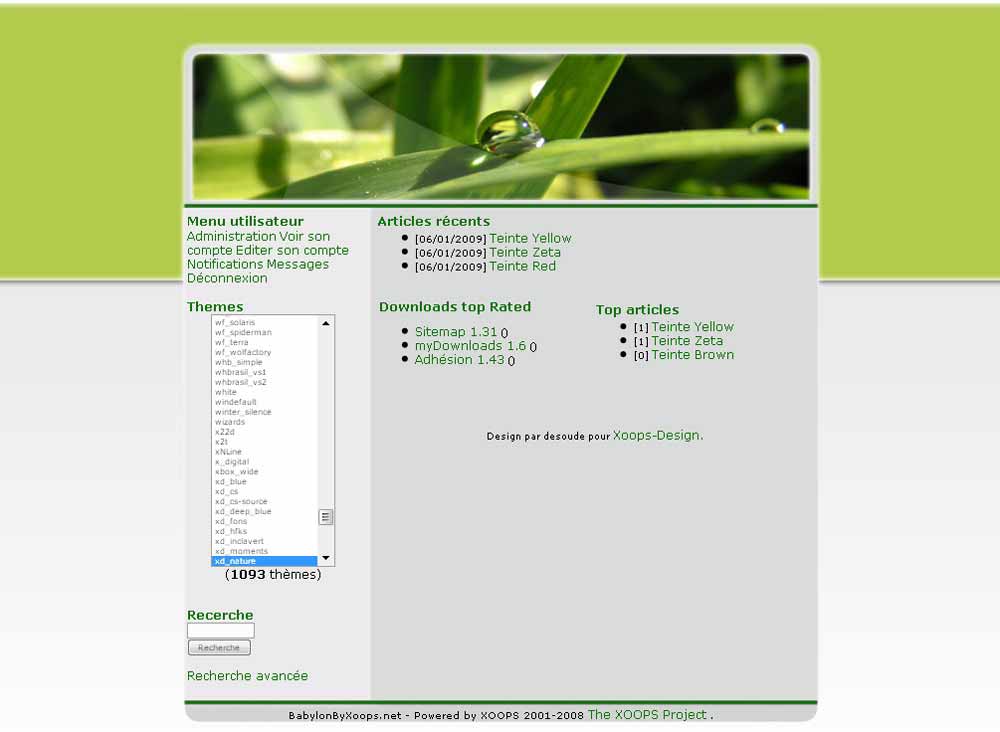 Menu utilisateur
Administration Voir son
compte Editer son compte
Notifications Messages
Déconnexion
Themes
wf_solaris
wf_spiderman
wf_terra
wf_wolfactory
whb_simple
whbrasil_vs1
whbrasil_vs2
white
windefault
winter_silence
wizards
x22d
x2t
xNLine
x_digital
xbox_wide
xd_blue
xd_cs
xd_cs-source
xd_deep_blue
xd_fons
xd_hfks
xd_inclavert
xd_moments
xd_nature
(1093 thèmes)
Recerche
Recherche
Recherche avancée
Articles récents
[06/01/2009] Teinte Yellow
[06/01/2009] Teinte Zeta
[06/01/2009] Teinte Red
Downloads top Rated
Sitemap 1.31 ()
myDownloads 1.6 ()
Adhésion 1.43 ()
Top articles
[1] Teinte Yellow
[1] Teinte Zeta
[0] Teinte Brown
Design par desoude pour Xoops-Design.
BabylonByXoops.net - Powered by XOOPS 2001-2008 The XOOPS Project .